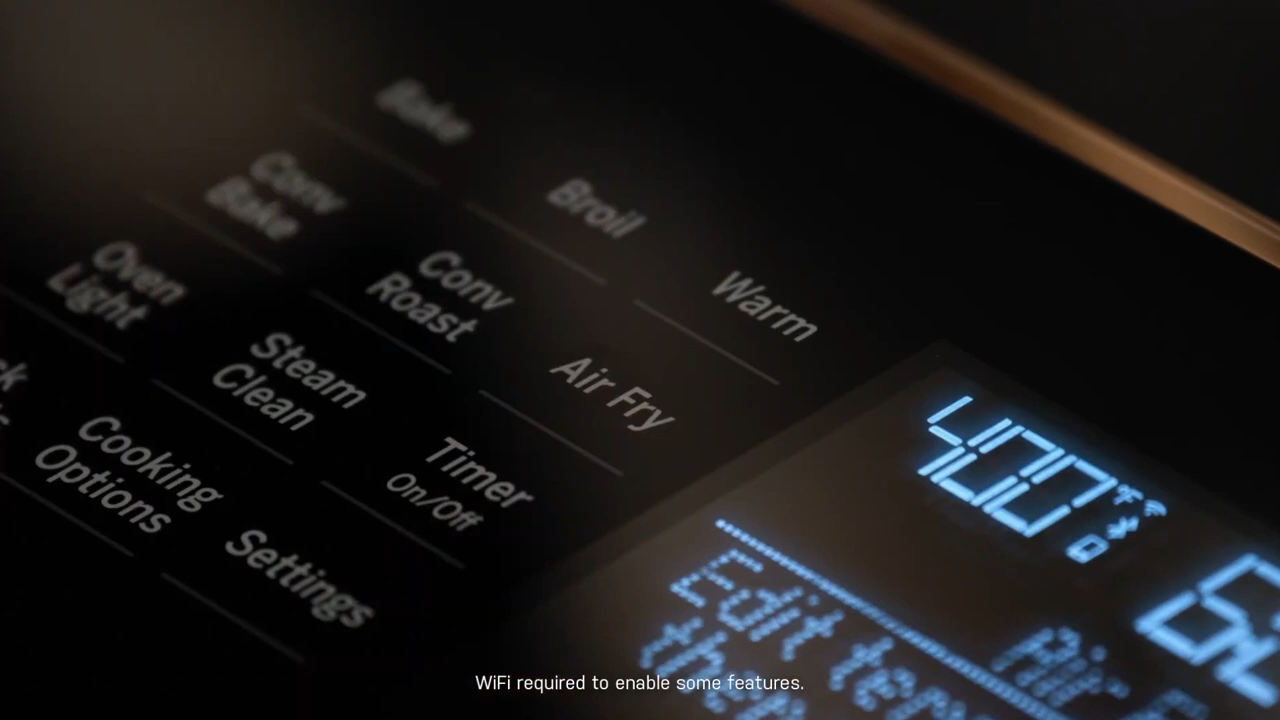 Bake
Broil
Warm
Conv
Bake
Conv
Roast
Air Fry
Oven
Light
Steam
Clean
Timer
On/Off
Cooking
Options
Settings
400°F
Edit
Air
WiFi required to enable some features.